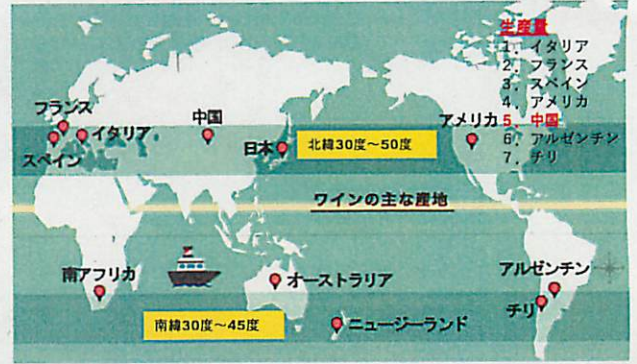 生産量
1. イタリア
2. フランス
3. スペイン
4. アメリカ
5. 中国
6. アルゼンチン
7. チリ
フランス
イタリア
スペイン
中国
日本
北緯30度～50度
アメリカ
ワインの主な産地
南アフリカ
オーストラリア
アルゼンチン
チリ
南緯30度～45度
ニュージーランド